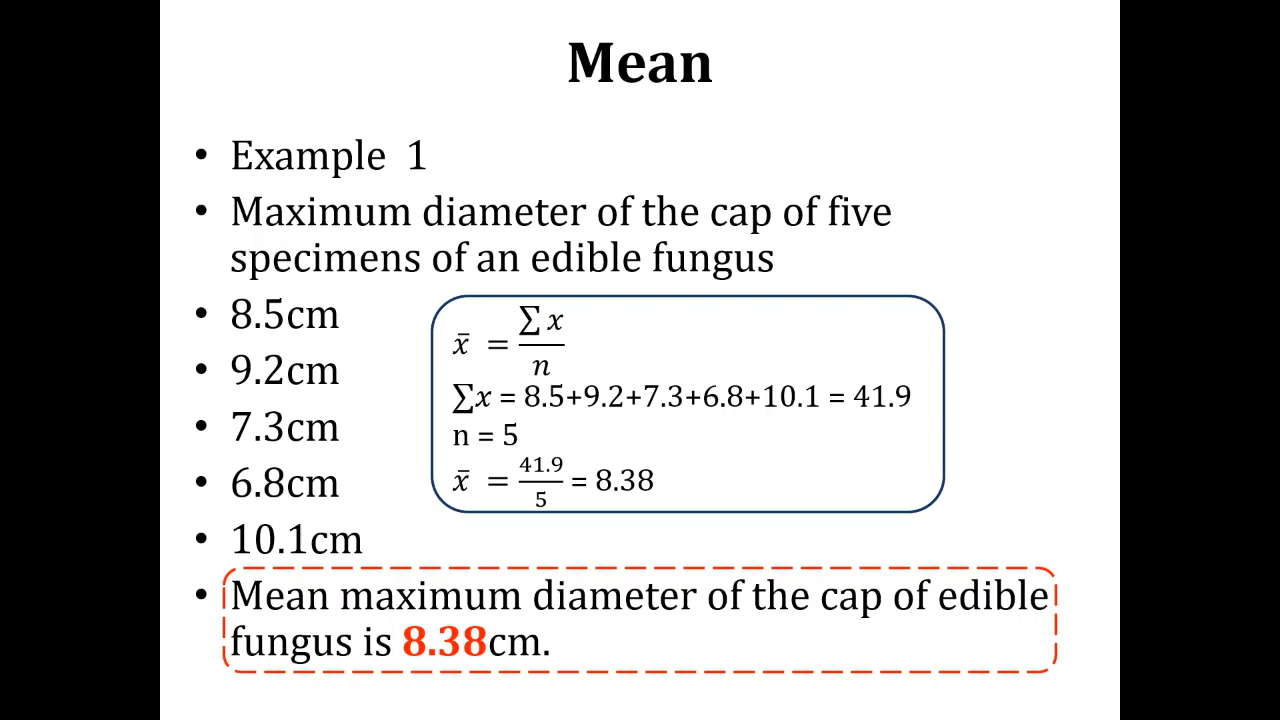 Mean
• Example 1
• Maximum diameter of the cap of five
specimens of an edible fungus
• 8.5cm
• 9.2cm
• 7.3cm
• 6.8cm
• 10.1cm
x̄ = ∑ x / n
∑x = 8.5+9.2+7.3+6.8+10.1 = 41.9
n = 5
x̄ = 41.9 / 5 = 8.38
• Mean maximum diameter of the cap of edible
fungus is 8.38cm.